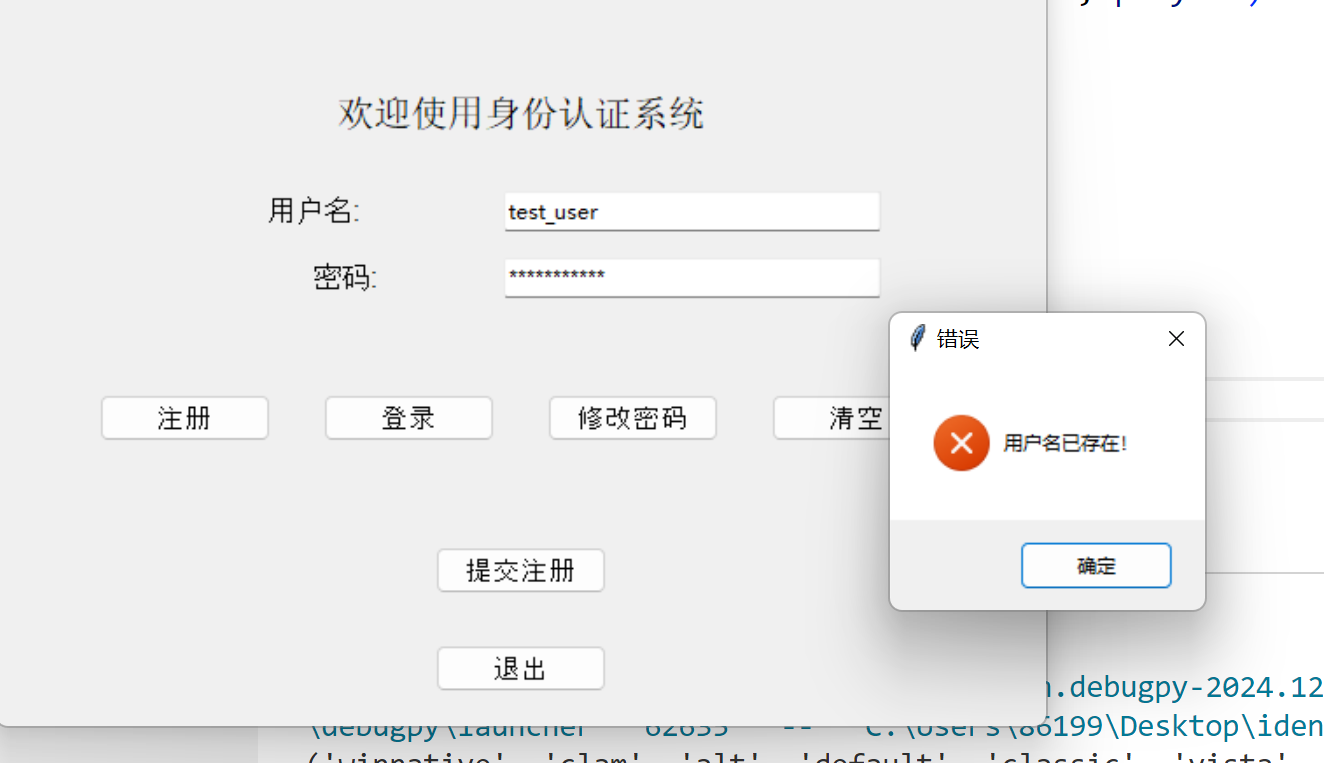 欢迎使用身份认证系统
用户名: test_user
密码: ***********
错误
用户名已存在!
确定
注册 登录 修改密码 清空
提交注册
退出
.debugpy-2024.12
\debugpy\launcher 62635 -- C:\Users\86199\Desktop\iden
('winnative', 'clam', 'alt', 'default', 'classic', 'vista',